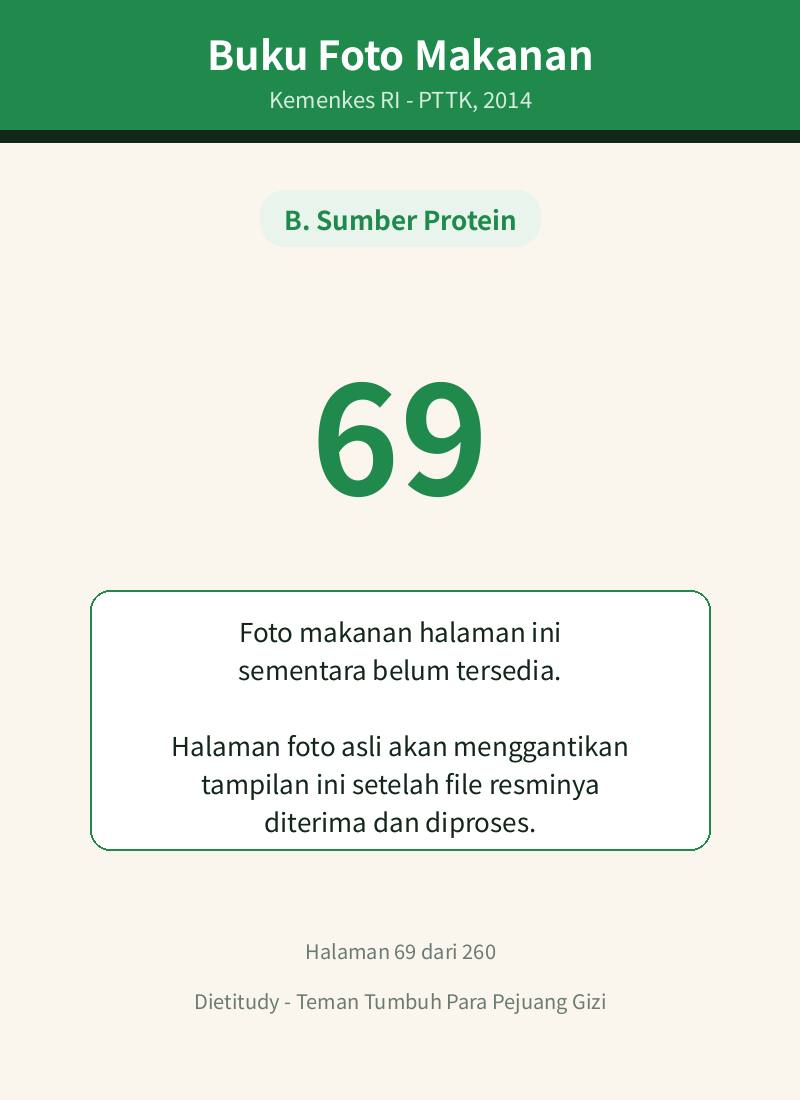 Buku Foto Makanan
Kemenkes RI - PTTK, 2014
B. Sumber Protein
69
Foto makanan halaman ini
sementara belum tersedia.
Halaman foto asli akan menggantikan
tampilan ini setelah file resminya
diterima dan diproses.
Halaman 69 dari 260
Dietitudy - Teman Tumbuh Para Pejuang Gizi